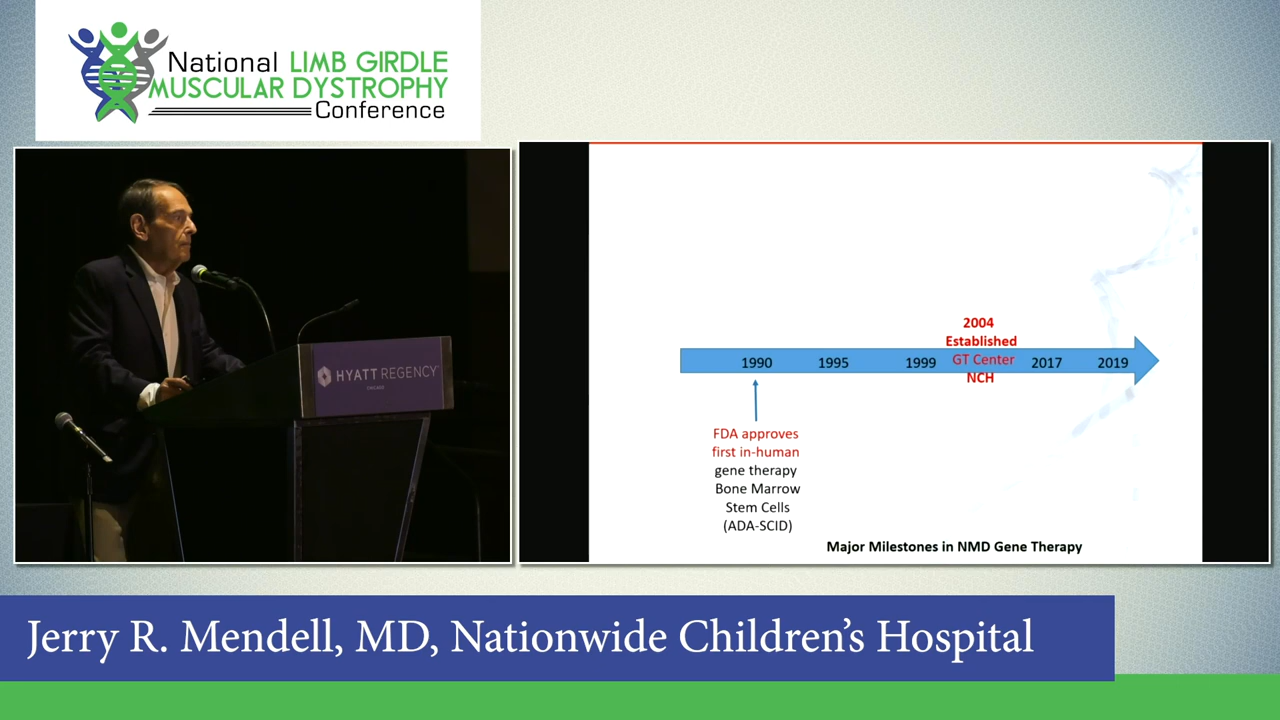 National LIMB GIRDLE
MUSCULAR DYSTROPHY
Conference
HYATT REGENCY
CHICAGO
2004
Established
GT Center
NCH
1990
1995
1999
2017
2019
FDA approves
first in-human
gene therapy
Bone Marrow
Stem Cells
(ADA-SCID)
Major Milestones in NMD Gene Therapy
Jerry R. Mendell, MD, Nationwide Children’s Hospital